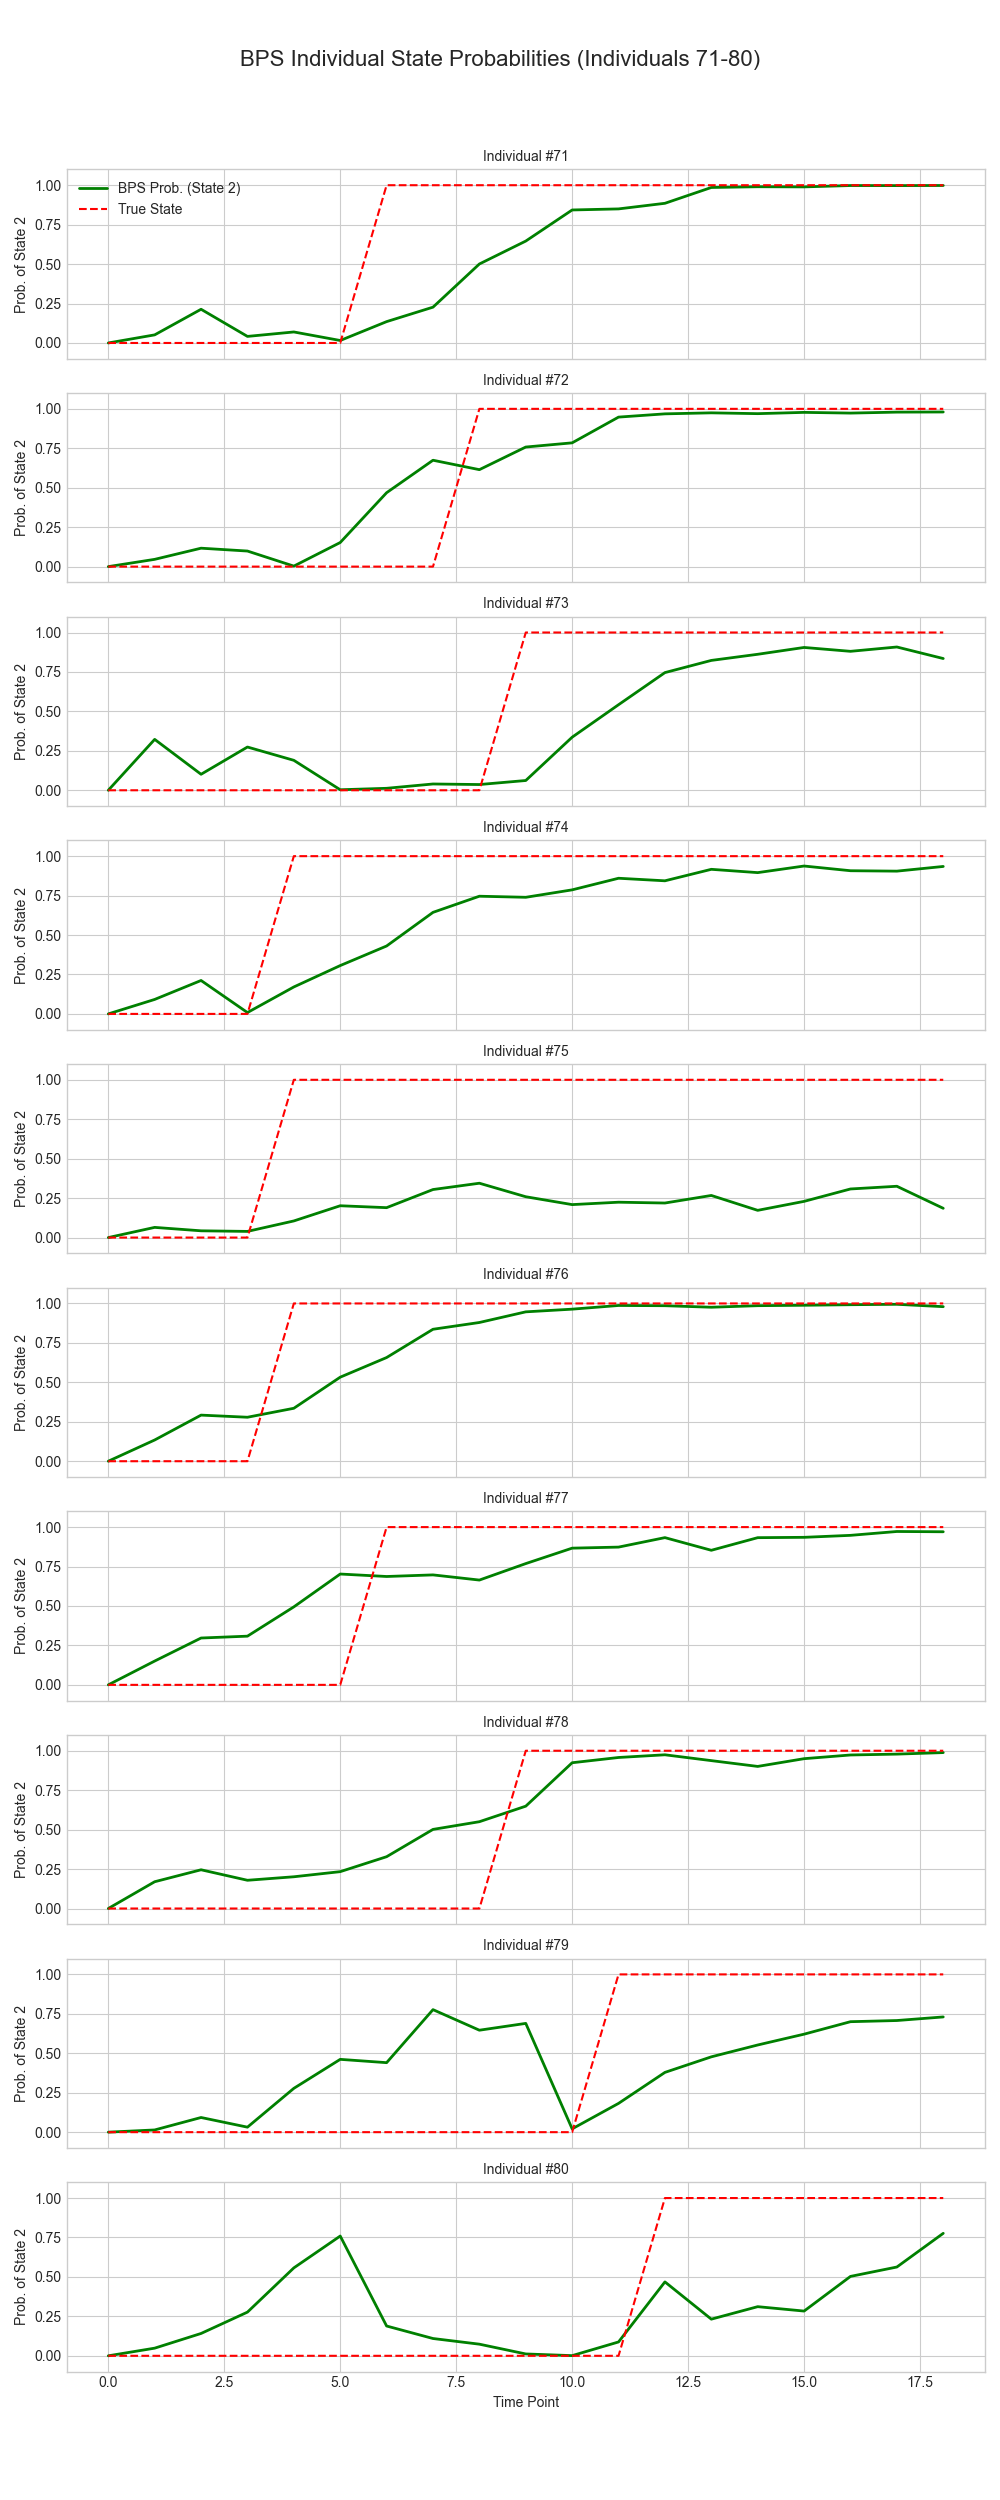 BPS Individual State Probabilities (Individuals 71-80)
Individual #71
1.00
0.75
0.50
0.25
0.00
Prob. of State 2
BPS Prob. (State 2)
True State
Individual #72
1.00
0.75
0.50
0.25
0.00
Prob. of State 2
Individual #73
1.00
0.75
0.50
0.25
0.00
Prob. of State 2
Individual #74
1.00
0.75
0.50
0.25
0.00
Prob. of State 2
Individual #75
1.00
0.75
0.50
0.25
0.00
Prob. of State 2
Individual #76
1.00
0.75
0.50
0.25
0.00
Prob. of State 2
Individual #77
1.00
0.75
0.50
0.25
0.00
Prob. of State 2
Individual #78
1.00
0.75
0.50
0.25
0.00
Prob. of State 2
Individual #79
1.00
0.75
0.50
0.25
0.00
Prob. of State 2
Individual #80
1.00
0.75
0.50
0.25
0.00
Prob. of State 2
0.0 2.5 5.0 7.5 10.0 12.5 15.0 17.5
Time Point